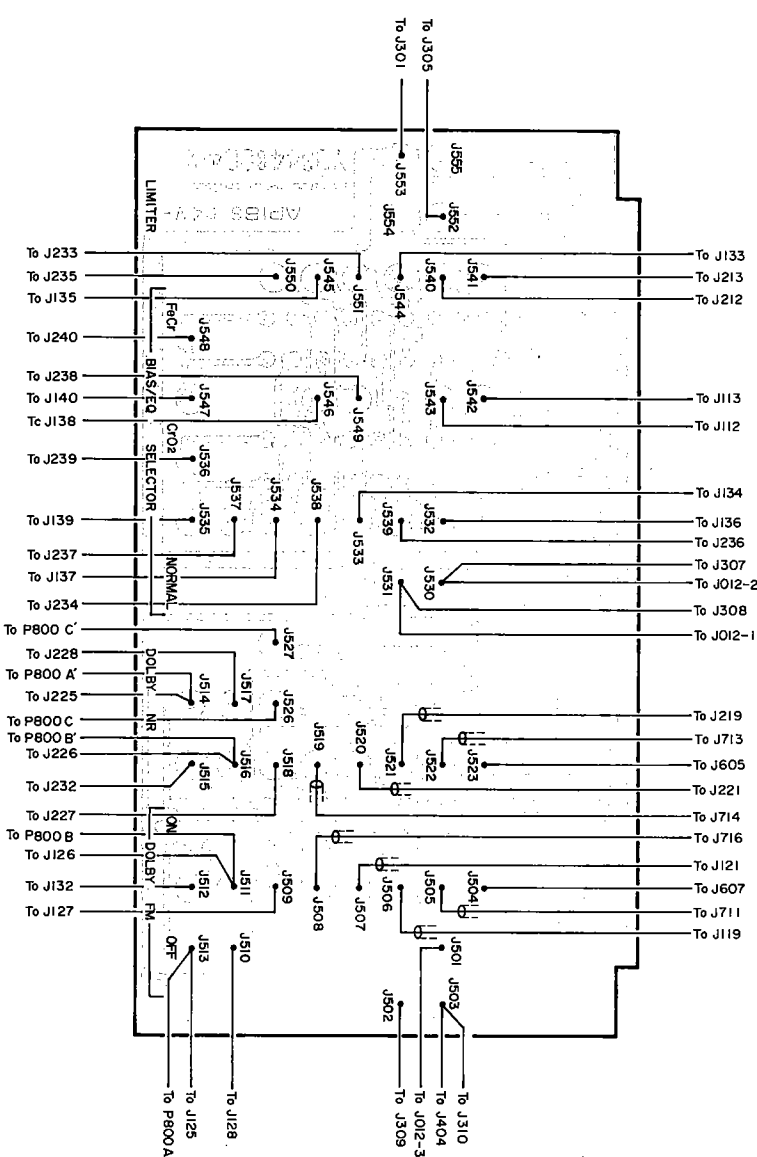 To J301
To J305
J555
J553
J552
J554
LIMITER
To J233
To J133
To J235
J550
J545
J551
J544
J540
J541
To J213
To J135
To J212
FeCr
J548
To J240
BIAS/EQ
To J238
To J140
J547
J546
J549
J543
J542
To J113
Tc J138
To J112
CrO2
J536
To J239
SELECTOR
To J134
To J139
J535
J537
J534
J538
J533
J539
J532
To J136
To J237
To J236
To J137
To J307
J531
J530
To J012-2
NORMAL
To J234
To J308
To P800 C'
To J012-1
J527
DOLBY NR
To J228
To P800 A'
To J225
J514
J517
J526
To P800 C
To J219
To P800 B'
To J713
To J226
J515
J516
J518
J519
J520
J521
J522
J523
To J605
To J232
To J221
To J227
To J714
ON
To P800 B
To J716
DOLBY FM
To J126
To J121
To J132
J512
J511
J509
J508
J507
J506
J505
J504
To J607
To J127
To J711
To J119
OFF
J513
J510
J501
J502
J503
To P800A
To J125
To J128
To J309
To J012-3
To J404
To J310